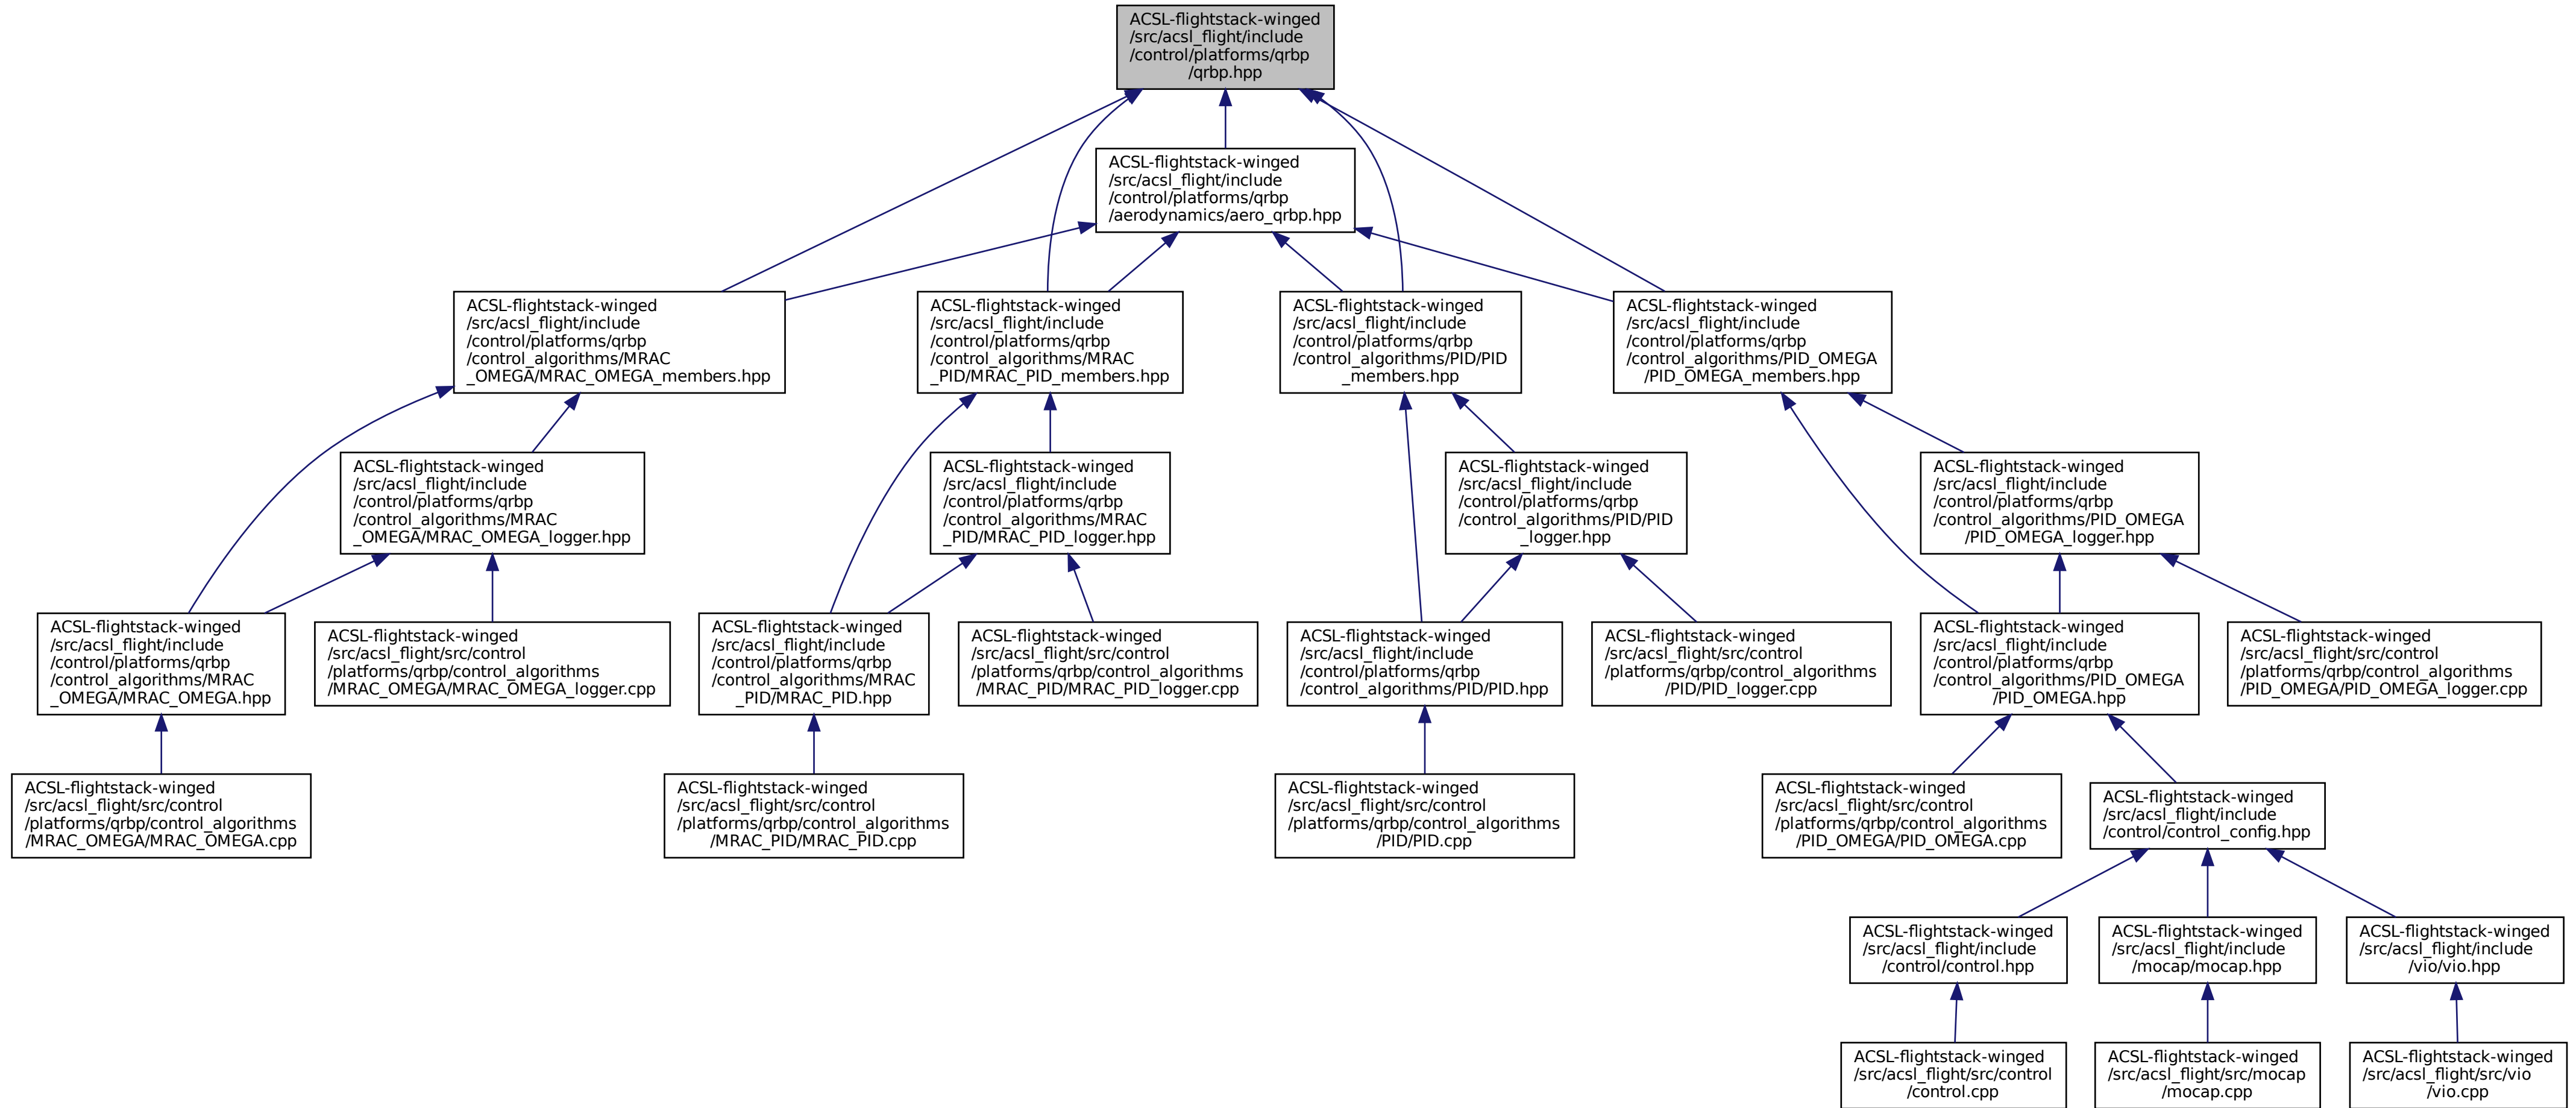 ACSL-flightstack-winged
/src/acsl_flight/include
/control/platforms/qrbp
/qrbp.hpp
ACSL-flightstack-winged
/src/acsl_flight/include
/control/platforms/qrbp
/aerodynamics/aero_qrbp.hpp
ACSL-flightstack-winged
/src/acsl_flight/include
/control/platforms/qrbp
/control_algorithms/MRAC
_OMEGA/MRAC_OMEGA_members.hpp
ACSL-flightstack-winged
/src/acsl_flight/include
/control/platforms/qrbp
/control_algorithms/MRAC
_PID/MRAC_PID_members.hpp
ACSL-flightstack-winged
/src/acsl_flight/include
/control/platforms/qrbp
/control_algorithms/PID/PID
_members.hpp
ACSL-flightstack-winged
/src/acsl_flight/include
/control/platforms/qrbp
/control_algorithms/PID_OMEGA
/PID_OMEGA_members.hpp
ACSL-flightstack-winged
/src/acsl_flight/include
/control/platforms/qrbp
/control_algorithms/MRAC
_OMEGA/MRAC_OMEGA_logger.hpp
ACSL-flightstack-winged
/src/acsl_flight/include
/control/platforms/qrbp
/control_algorithms/MRAC
_PID/MRAC_PID_logger.hpp
ACSL-flightstack-winged
/src/acsl_flight/include
/control/platforms/qrbp
/control_algorithms/PID/PID
_logger.hpp
ACSL-flightstack-winged
/src/acsl_flight/include
/control/platforms/qrbp
/control_algorithms/PID_OMEGA
/PID_OMEGA_logger.hpp
ACSL-flightstack-winged
/src/acsl_flight/include
/control/platforms/qrbp
/control_algorithms/MRAC
_OMEGA/MRAC_OMEGA.hpp
ACSL-flightstack-winged
/src/acsl_flight/src/control
/platforms/qrbp/control_algorithms
/MRAC_OMEGA/MRAC_OMEGA_logger.cpp
ACSL-flightstack-winged
/src/acsl_flight/include
/control/platforms/qrbp
/control_algorithms/MRAC
_PID/MRAC_PID.hpp
ACSL-flightstack-winged
/src/acsl_flight/src/control
/platforms/qrbp/control_algorithms
/MRAC_PID/MRAC_PID_logger.cpp
ACSL-flightstack-winged
/src/acsl_flight/include
/control/platforms/qrbp
/control_algorithms/PID/PID.hpp
ACSL-flightstack-winged
/src/acsl_flight/src/control
/platforms/qrbp/control_algorithms
/PID/PID_logger.cpp
ACSL-flightstack-winged
/src/acsl_flight/include
/control/platforms/qrbp
/control_algorithms/PID_OMEGA
/PID_OMEGA.hpp
ACSL-flightstack-winged
/src/acsl_flight/src/control
/platforms/qrbp/control_algorithms
/PID_OMEGA/PID_OMEGA_logger.cpp
ACSL-flightstack-winged
/src/acsl_flight/src/control
/platforms/qrbp/control_algorithms
/MRAC_OMEGA/MRAC_OMEGA.cpp
ACSL-flightstack-winged
/src/acsl_flight/src/control
/platforms/qrbp/control_algorithms
/MRAC_PID/MRAC_PID.cpp
ACSL-flightstack-winged
/src/acsl_flight/src/control
/platforms/qrbp/control_algorithms
/PID/PID.cpp
ACSL-flightstack-winged
/src/acsl_flight/src/control
/platforms/qrbp/control_algorithms
/PID_OMEGA/PID_OMEGA.cpp
ACSL-flightstack-winged
/src/acsl_flight/include
/control/control_config.hpp
ACSL-flightstack-winged
/src/acsl_flight/include
/control/control.hpp
ACSL-flightstack-winged
/src/acsl_flight/include
/mocap/mocap.hpp
ACSL-flightstack-winged
/src/acsl_flight/include
/vio/vio.hpp
ACSL-flightstack-winged
/src/acsl_flight/src/control
/control.cpp
ACSL-flightstack-winged
/src/acsl_flight/src/mocap
/mocap.cpp
ACSL-flightstack-winged
/src/acsl_flight/src/vio
/vio.cpp